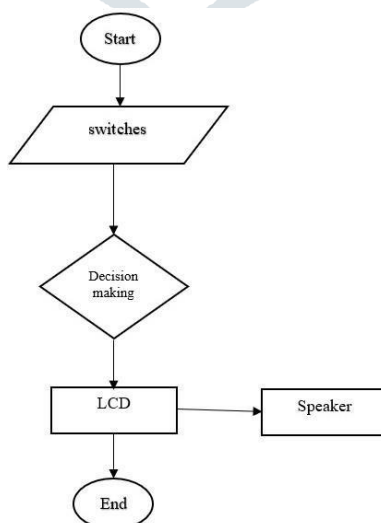 Start
switches
Decision
making
LCD
Speaker
End